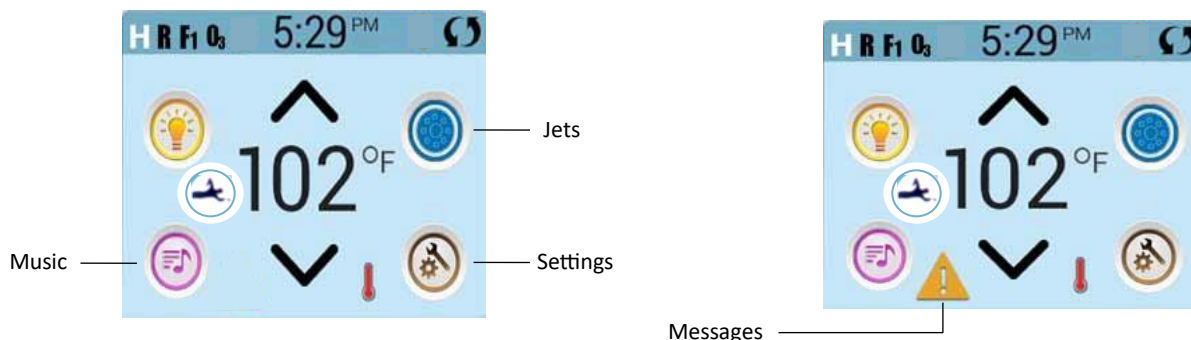 H R F1 O3 5:29 PM
Jets
102 °F
Music
Settings
H R F1 O3 5:29 PM
102 °F
Messages